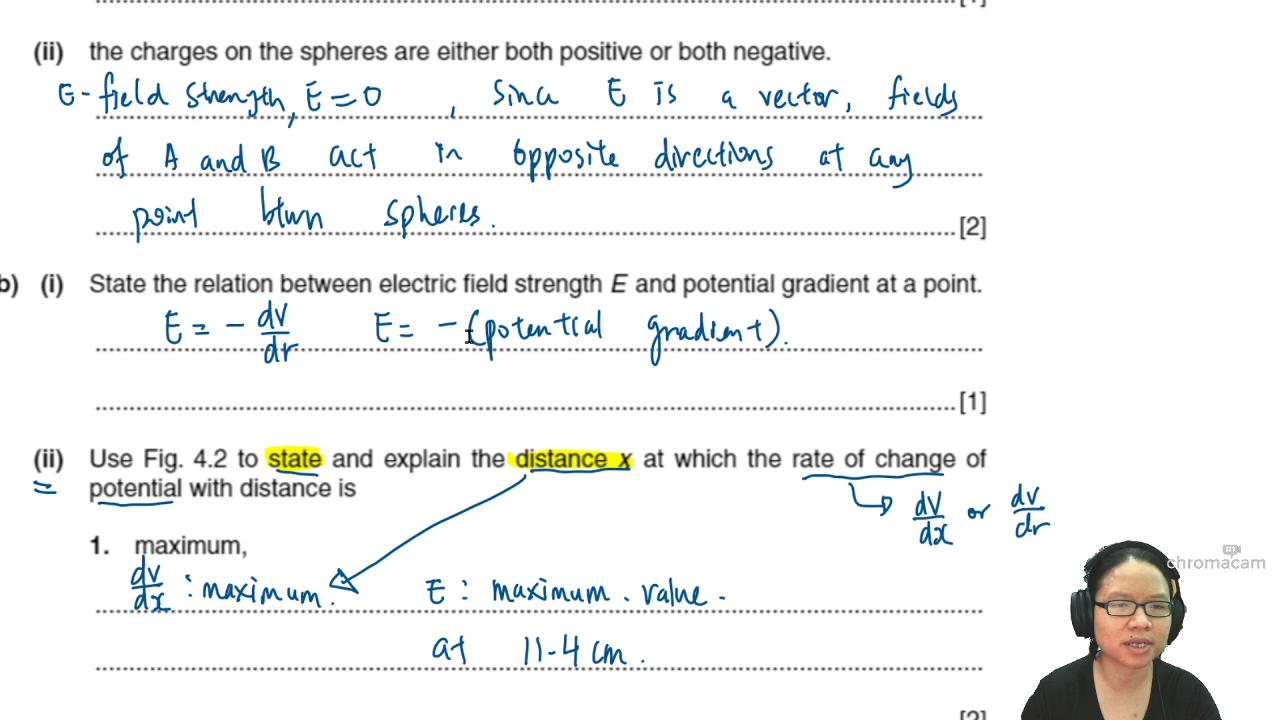 (ii) the charges on the spheres are either both positive or both negative.
E-field strength, E = 0, since E is a vector, fields
of A and B act in opposite directions at any
point btwn spheres.
[2]
b) (i) State the relation between electric field strength E and potential gradient at a point.
E = - dV/dr E = - (potential gradient).
[1]
(ii) Use Fig. 4.2 to state and explain the distance x at which the rate of change of
potential with distance is
dV/dx or dV/dr
1. maximum,
dV/dx : maximum. E : maximum. value.
at 11.4 cm.
chromacam